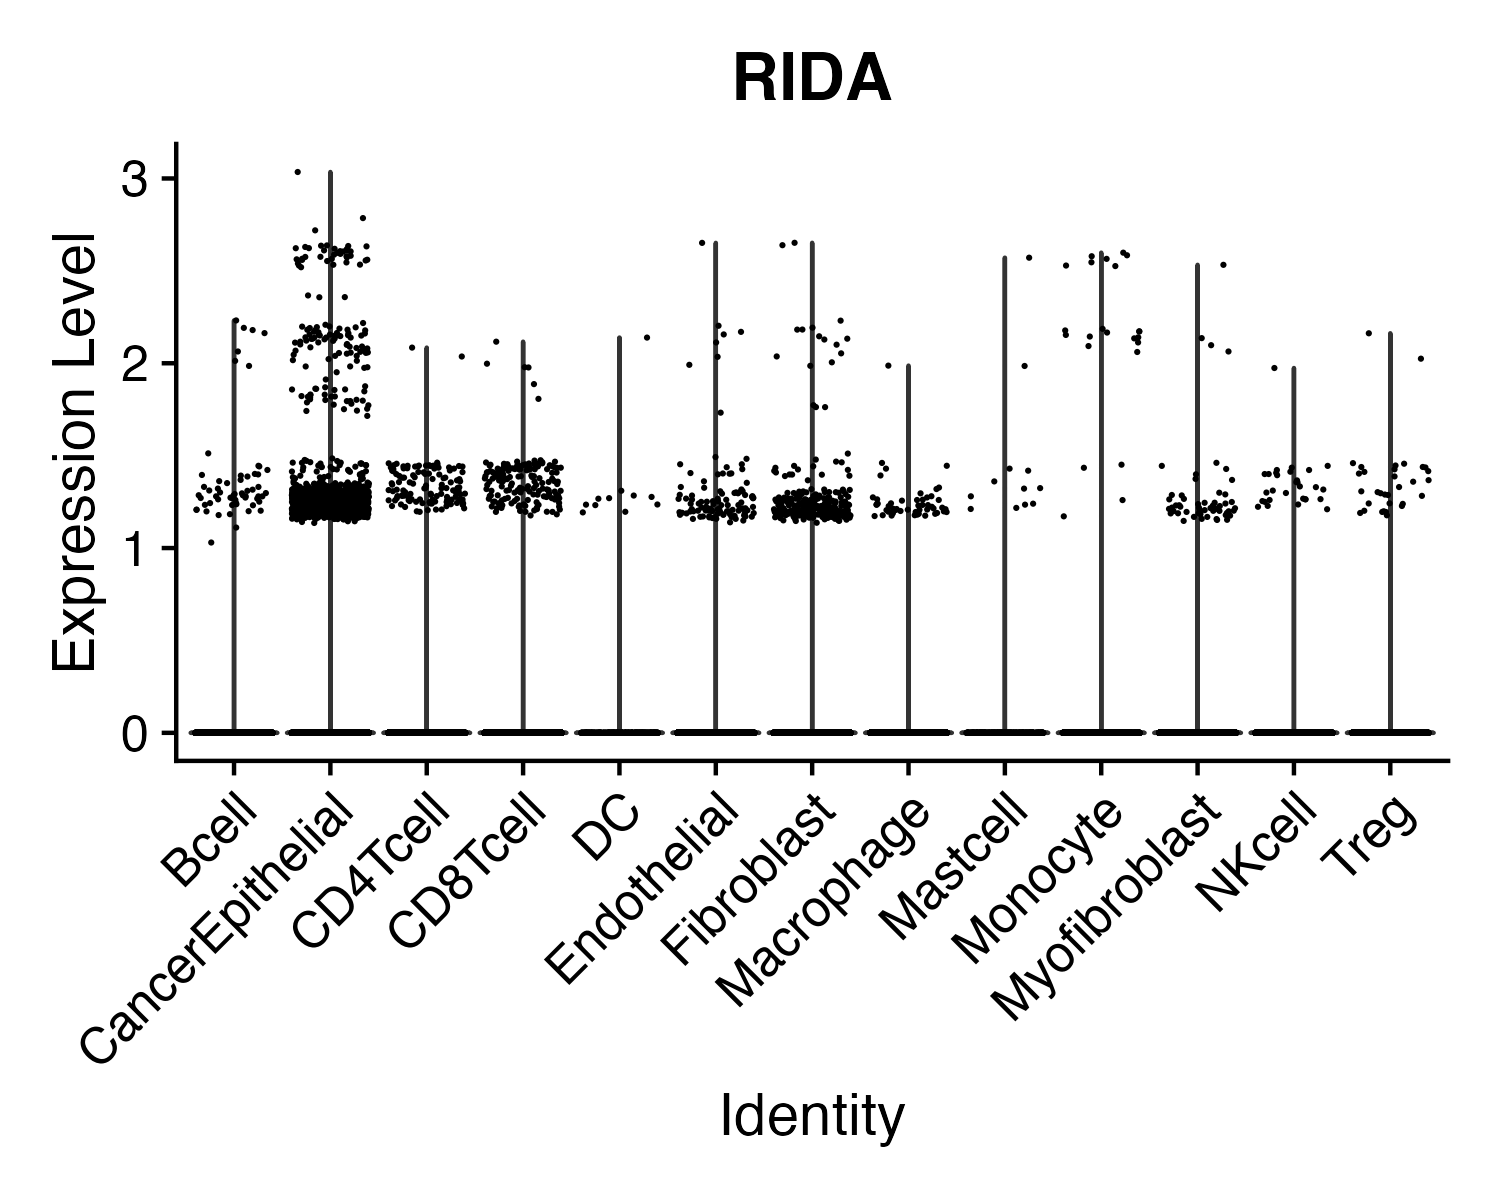 RIDA
Expression Level
3
2
1
0
Bcell
CancerEpithelial
CD4Tcell
CD8Tcell
DC
Endothelial
Fibroblast
Macrophage
Mastcell
Monocyte
Myofibroblast
NKcell
Treg
Identity